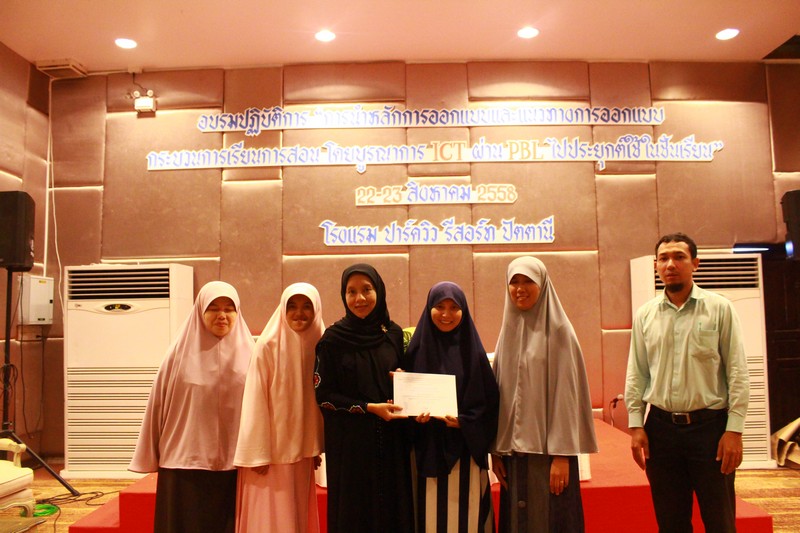 อบรมปฏิบัติการ "การนำหลักการออกแบบและแนวทางการออกแบบ
กระบวนการเรียนการสอน โดยบูรณาการ ICT ผ่าน PBL ไปประยุกต์ใช้ในชั้นเรียน"
22-23 สิงหาคม 2558
โรงแรม ปาร์ควิว รีสอร์ท ปัตตานี